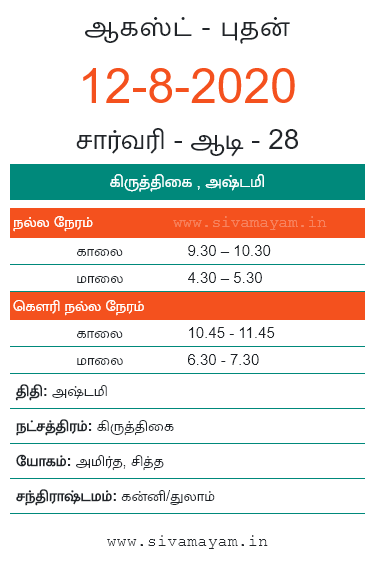 ஆகஸ்ட் - புதன்
12-8-2020
சார்வரி - ஆடி - 28
கிருத்திகை , அஷ்டமி
நல்ல நேரம் www.sivamayam.in
காலை 9.30 – 10.30
மாலை 4.30 – 5.30
கௌரி நல்ல நேரம்
காலை 10.45 - 11.45
மாலை 6.30 - 7.30
திதி: அஷ்டமி
நட்சத்திரம்: கிருத்திகை
யோகம்: அமிர்த, சித்த
சந்திராஷ்டமம்: கன்னி/துலாம்
www.sivamayam.in